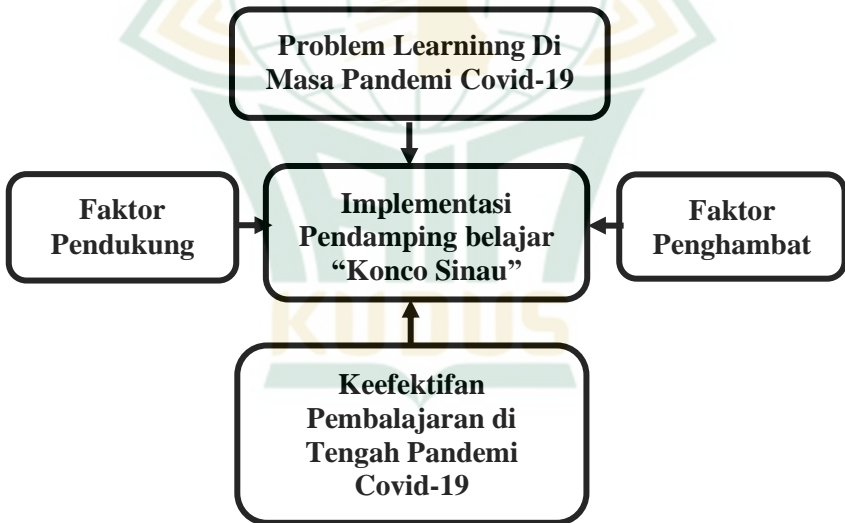 Problem Learninng Di
Masa Pandemi Covid-19
Faktor
Pendukung
Implementasi
Pendamping belajar
“Konco Sinau”
Faktor
Penghambat
KUDUS
Keefektifan
Pembalajaran di
Tengah Pandemi
Covid-19